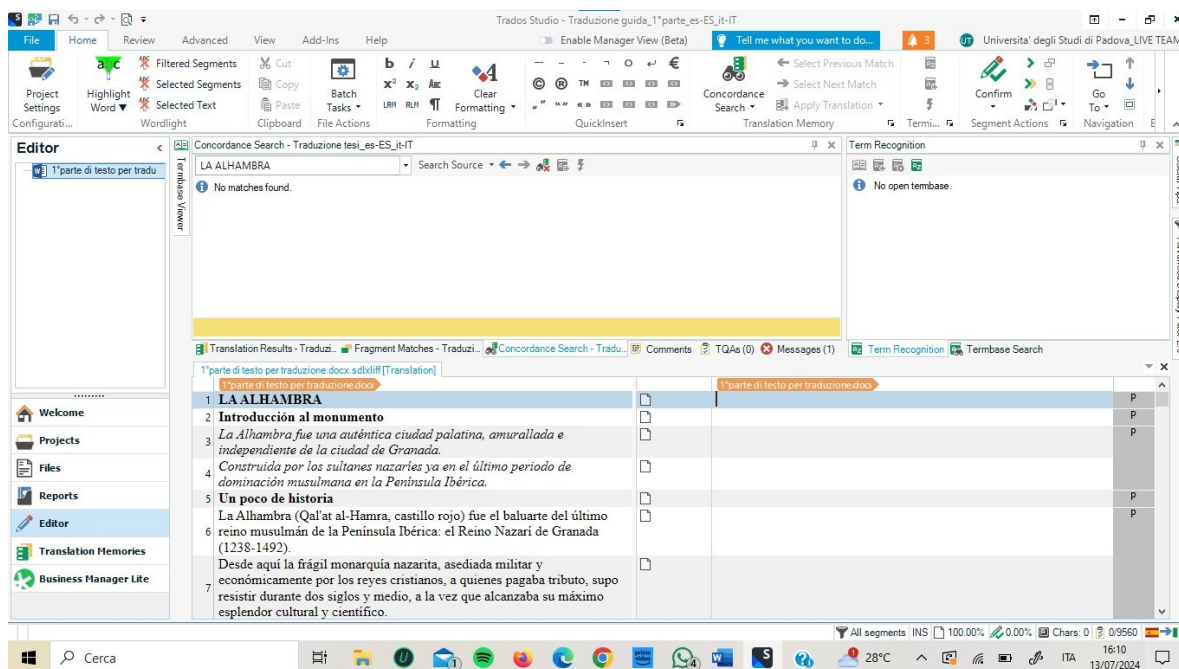 Trados Studio - Traduzione guida_1°parte_es-ES_it-IT
File Home Review Advanced View Add-Ins Help Enable Manager View (Beta) Tell me what you want to do... 3 UT Universita' degli Studi di Padova_LIVE TEAM
Project Settings
Highlight Word
Filtered Segments
Selected Segments
Selected Text
Cut
Copy
Paste
Batch Tasks
b i u
x² x₂ ABC
LRM RLM ¶
Clear Formatting
© ® TM
Concordance Search
Select Previous Match
Select Next Match
Apply Translation
Confirm
Go To
Configurati... Wordlight Clipboard File Actions Formatting QuickInsert Translation Memory Termi... Segment Actions Navigation
Editor
1°parte di testo per tradu
Termbase Viewer
Concordance Search - Traduzione tesi_es-ES_it-IT
LA ALHAMBRA Search Source
No matches found.
Term Recognition
No open termbase.
Translation Results - Traduzi... Fragment Matches - Traduzi... Concordance Search - Tradu... Comments TQAs (0) Messages (1) Term Recognition Termbase Search
1°parte di testo per traduzione.docx.sdlxliff [Translation]
1°parte di testo per traduzione.docx 1°parte di testo per traduzione.docx
1 LA ALHAMBRA P
2 Introducción al monumento P
3 La Alhambra fue una auténtica ciudad palatina, amurallada e P
independiente de la ciudad de Granada.
4 Construida por los sultanes nazaríes ya en el último periodo de
dominación musulmana en la Península Ibérica.
5 Un poco de historia P
La Alhambra (Qal'at al-Hamra, castillo rojo) fue el baluarte del último P
6 reino musulmán de la Península Ibérica: el Reino Nazarí de Granada
(1238-1492).
Desde aquí la frágil monarquía nazarita, asediada militar y
7 económicamente por los reyes cristianos, a quienes pagaba tributo, supo
resistir durante dos siglos y medio, a la vez que alcanzaba su máximo
esplendor cultural y científico.
Welcome
Projects
Files
Reports
Editor
Translation Memories
Business Manager Lite
All segments INS 100.00% 0.00% Chars: 0 0/9560
Cerca
prime video
4
28°C
ITA
16:10
13/07/2024